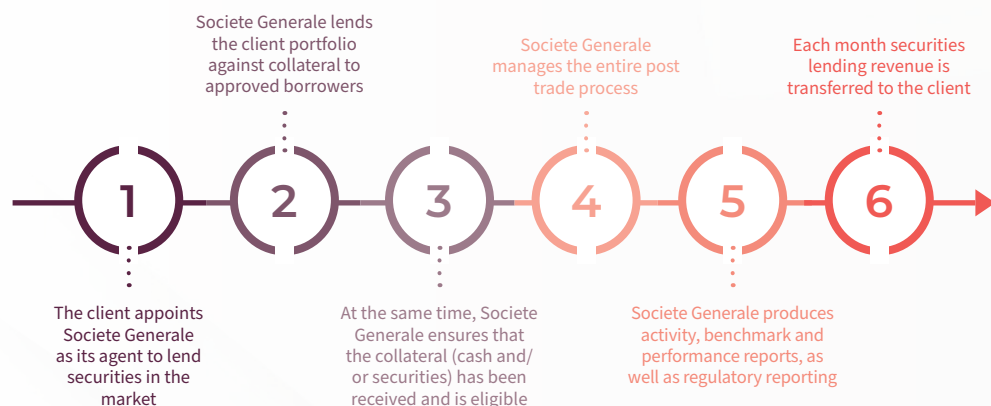 Societe Generale lends
the client portfolio
against collateral to
approved borrowers
Societe Generale
manages the entire post
trade process
Each month securities
lending revenue is
transferred to the client
1
2
3
4
5
6
The client appoints
Societe Generale
as its agent to lend
securities in the
market
At the same time, Societe
Generale ensures that
the collateral (cash and/
or securities) has been
received and is eligible
Societe Generale produces
activity, benchmark and
performance reports, as
well as regulatory reporting